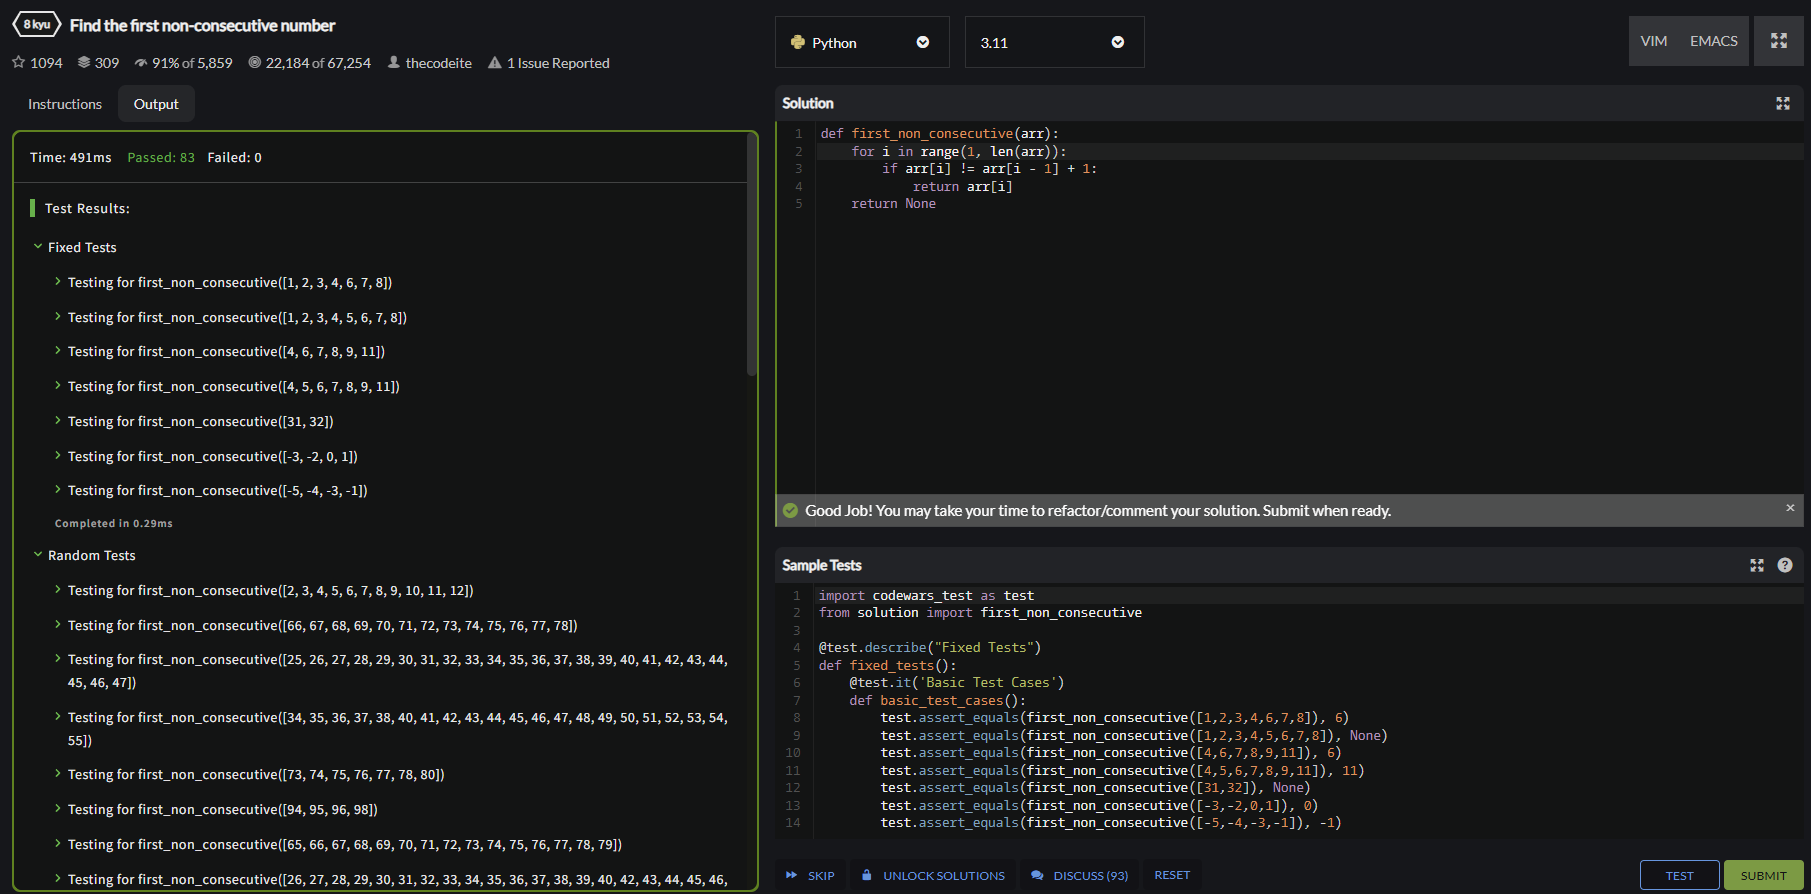 8 kyu Find the first non-consecutive number
1094 309 91% of 5,859 22,184 of 67,254 thecodeite 1 Issue Reported
Instructions Output
Time: 491ms Passed: 83 Failed: 0
Test Results:
Fixed Tests
Testing for first_non_consecutive([1, 2, 3, 4, 6, 7, 8])
Testing for first_non_consecutive([1, 2, 3, 4, 5, 6, 7, 8])
Testing for first_non_consecutive([4, 6, 7, 8, 9, 11])
Testing for first_non_consecutive([4, 5, 6, 7, 8, 9, 11])
Testing for first_non_consecutive([31, 32])
Testing for first_non_consecutive([-3, -2, 0, 1])
Testing for first_non_consecutive([-5, -4, -3, -1])
Completed in 0.29ms
Random Tests
Testing for first_non_consecutive([2, 3, 4, 5, 6, 7, 8, 9, 10, 11, 12])
Testing for first_non_consecutive([66, 67, 68, 69, 70, 71, 72, 73, 74, 75, 76, 77, 78])
Testing for first_non_consecutive([25, 26, 27, 28, 29, 30, 31, 32, 33, 34, 35, 36, 37, 38, 39, 40, 41, 42, 43, 44,
45, 46, 47])
Testing for first_non_consecutive([34, 35, 36, 37, 38, 40, 41, 42, 43, 44, 45, 46, 47, 48, 49, 50, 51, 52, 53, 54,
55])
Testing for first_non_consecutive([73, 74, 75, 76, 77, 78, 80])
Testing for first_non_consecutive([94, 95, 96, 98])
Testing for first_non_consecutive([65, 66, 67, 68, 69, 70, 71, 72, 73, 74, 75, 76, 77, 78, 79])
Testing for first_non_consecutive([26, 27, 28, 29, 30, 31, 32, 33, 34, 35, 36, 37, 38, 39, 40, 42, 43, 44, 45, 46,
Python 3.11 VIM EMACS
Solution
1 def first_non_consecutive(arr):
2 for i in range(1, len(arr)):
3 if arr[i] != arr[i - 1] + 1:
4 return arr[i]
5 return None
Good Job! You may take your time to refactor/comment your solution. Submit when ready. ×
Sample Tests ?
1 import codewars_test as test
2 from solution import first_non_consecutive
3
4 @test.describe("Fixed Tests")
5 def fixed_tests():
6 @test.it('Basic Test Cases')
7 def basic_test_cases():
8 test.assert_equals(first_non_consecutive([1,2,3,4,6,7,8]), 6)
9 test.assert_equals(first_non_consecutive([1,2,3,4,5,6,7,8]), None)
10 test.assert_equals(first_non_consecutive([4,6,7,8,9,11]), 6)
11 test.assert_equals(first_non_consecutive([4,5,6,7,8,9,11]), 11)
12 test.assert_equals(first_non_consecutive([31,32]), None)
13 test.assert_equals(first_non_consecutive([-3,-2,0,1]), 0)
14 test.assert_equals(first_non_consecutive([-5,-4,-3,-1]), -1)
SKIP UNLOCK SOLUTIONS DISCUSS (93) RESET TEST SUBMIT